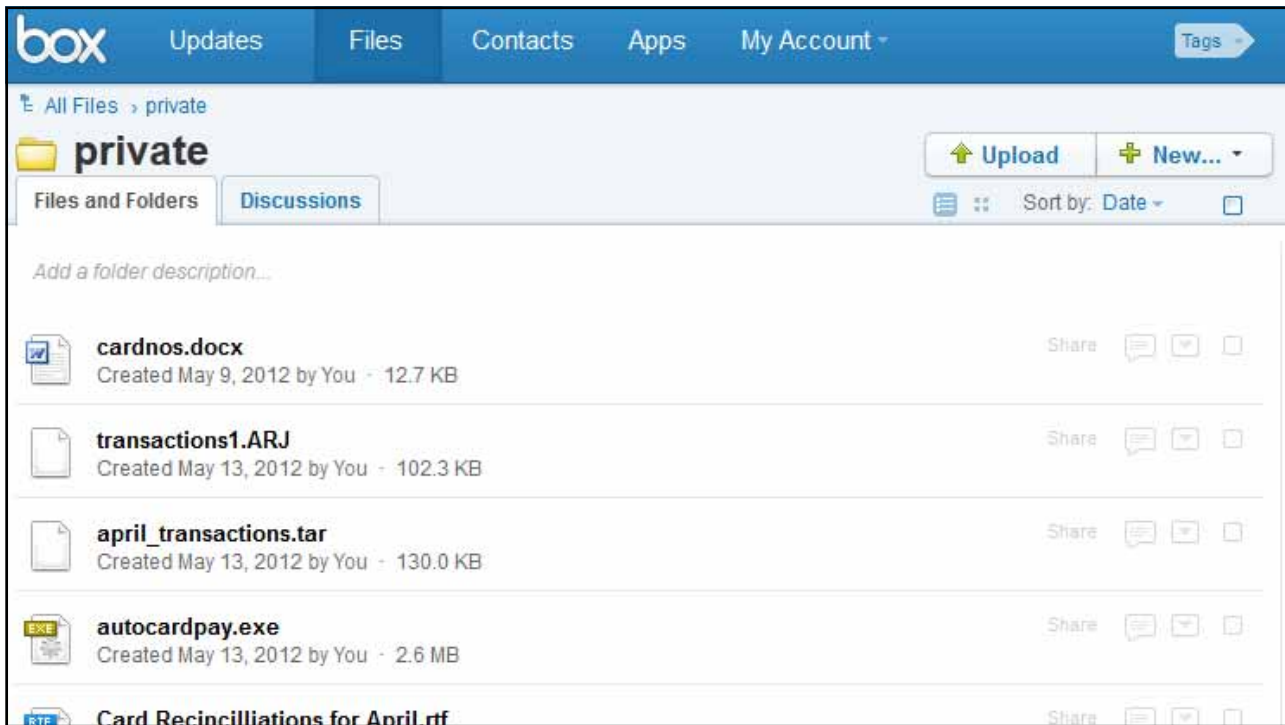 box Updates Files Contacts Apps My Account Tags
All Files › private
private
Upload New...
Files and Folders Discussions Sort by: Date
Add a folder description...
cardnos.docx Share
Created May 9, 2012 by You · 12.7 KB
transactions1.ARJ Share
Created May 13, 2012 by You · 102.3 KB
april_transactions.tar Share
Created May 13, 2012 by You · 130.0 KB
EXE autocardpay.exe Share
Created May 13, 2012 by You · 2.6 MB
RTF Card Recincilliations for April.rtf Share